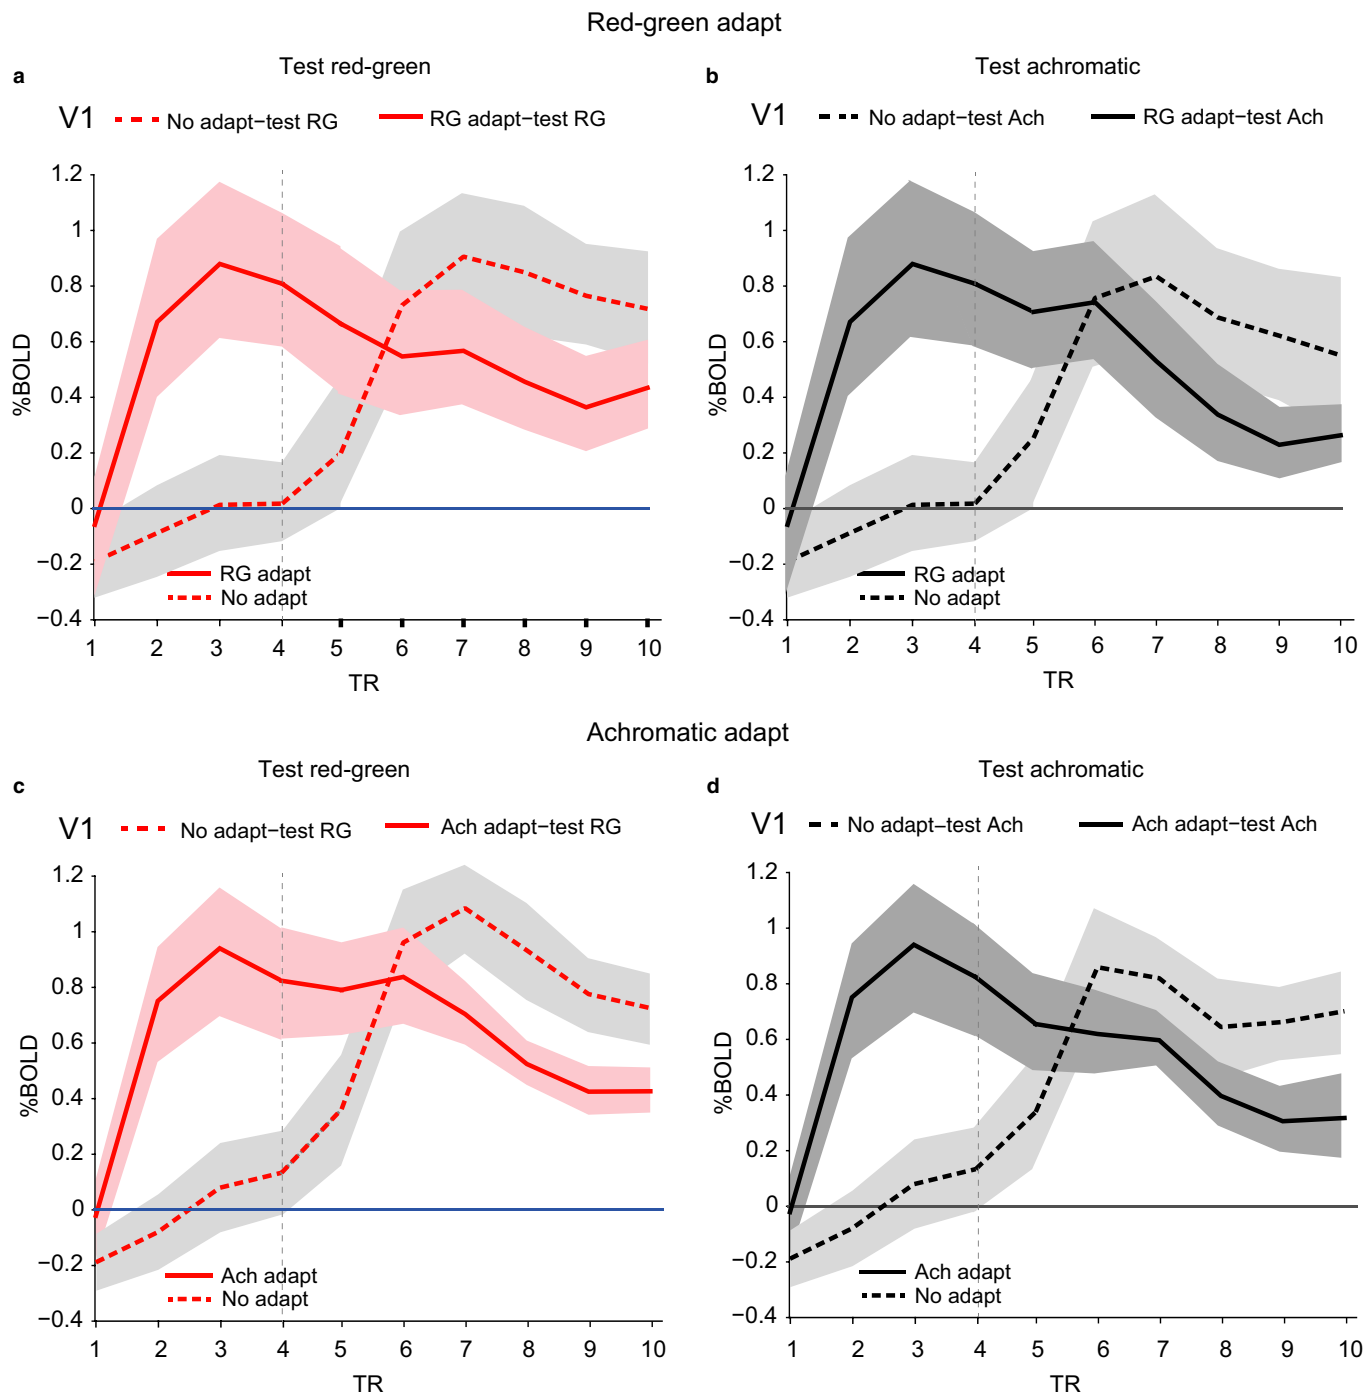 Red-green adapt
a
Test red-green
V1
No adapt−test RG
RG adapt−test RG
1.2
1
0.8
0.6
0.4
0.2
0
−0.2
−0.4
%BOLD
RG adapt
No adapt
1 2 3 4 5 6 7 8 9 10
TR
b
Test achromatic
V1
No adapt−test Ach
RG adapt−test Ach
1.2
1
0.8
0.6
0.4
0.2
0
−0.2
−0.4
%BOLD
RG adapt
No adapt
1 2 3 4 5 6 7 8 9 10
TR
Achromatic adapt
c
Test red-green
V1
No adapt−test RG
Ach adapt−test RG
1.2
1
0.8
0.6
0.4
0.2
0
−0.2
−0.4
%BOLD
Ach adapt
No adapt
1 2 3 4 5 6 7 8 9 10
TR
d
Test achromatic
V1
No adapt−test Ach
Ach adapt−test Ach
1.2
1
0.8
0.6
0.4
0.2
0
−0.2
−0.4
%BOLD
Ach adapt
No adapt
1 2 3 4 5 6 7 8 9 10
TR